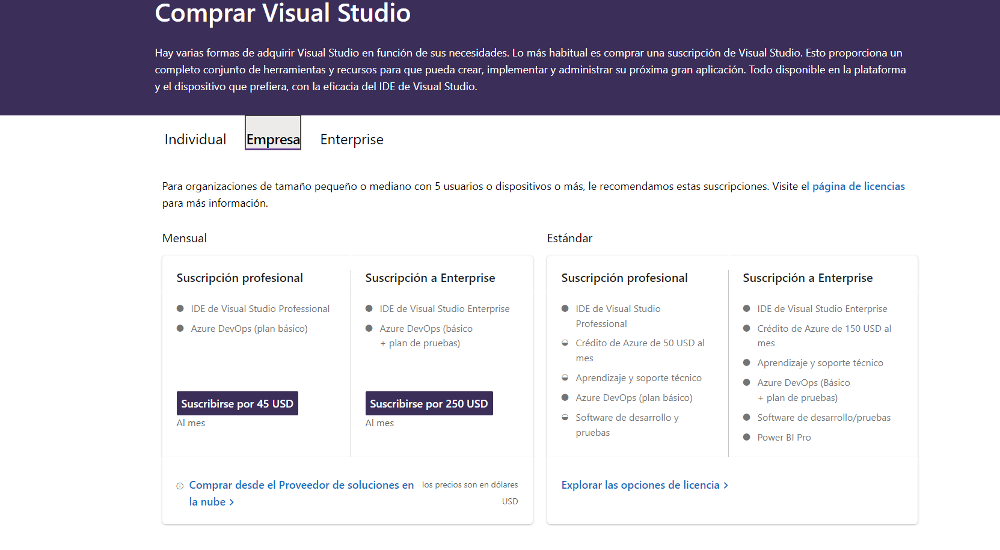 Comprar Visual Studio
Hay varias formas de adquirir Visual Studio en función de sus necesidades. Lo más habitual es comprar una suscripción de Visual Studio. Esto proporciona un
completo conjunto de herramientas y recursos para que pueda crear, implementar y administrar su próxima gran aplicación. Todo disponible en la plataforma
y el dispositivo que prefiera, con la eficacia del IDE de Visual Studio.
Individual
Empresa
Enterprise
Para organizaciones de tamaño pequeño o mediano con 5 usuarios o dispositivos o más, le recomendamos estas suscripciones. Visite el página de licencias
para más información.
Mensual
Suscripción profesional
IDE de Visual Studio Professional
Azure DevOps (plan básico)
Suscribirse por 45 USD
Al mes
Suscripción a Enterprise
IDE de Visual Studio Enterprise
Azure DevOps (básico
+ plan de pruebas)
Suscribirse por 250 USD
Al mes
Comprar desde el Proveedor de soluciones en
la nube
los precios son en dólares
USD
Estándar
Suscripción profesional
IDE de Visual Studio
Professional
Crédito de Azure de 50 USD al
mes
Aprendizaje y soporte técnico
Azure DevOps (plan básico)
Software de desarrollo y
pruebas
Suscripción a Enterprise
IDE de Visual Studio Enterprise
Crédito de Azure de 150 USD al
mes
Aprendizaje y soporte técnico
Azure DevOps (Básico
+ plan de pruebas)
Software de desarrollo/pruebas
Power BI Pro
Explorar las opciones de licencia